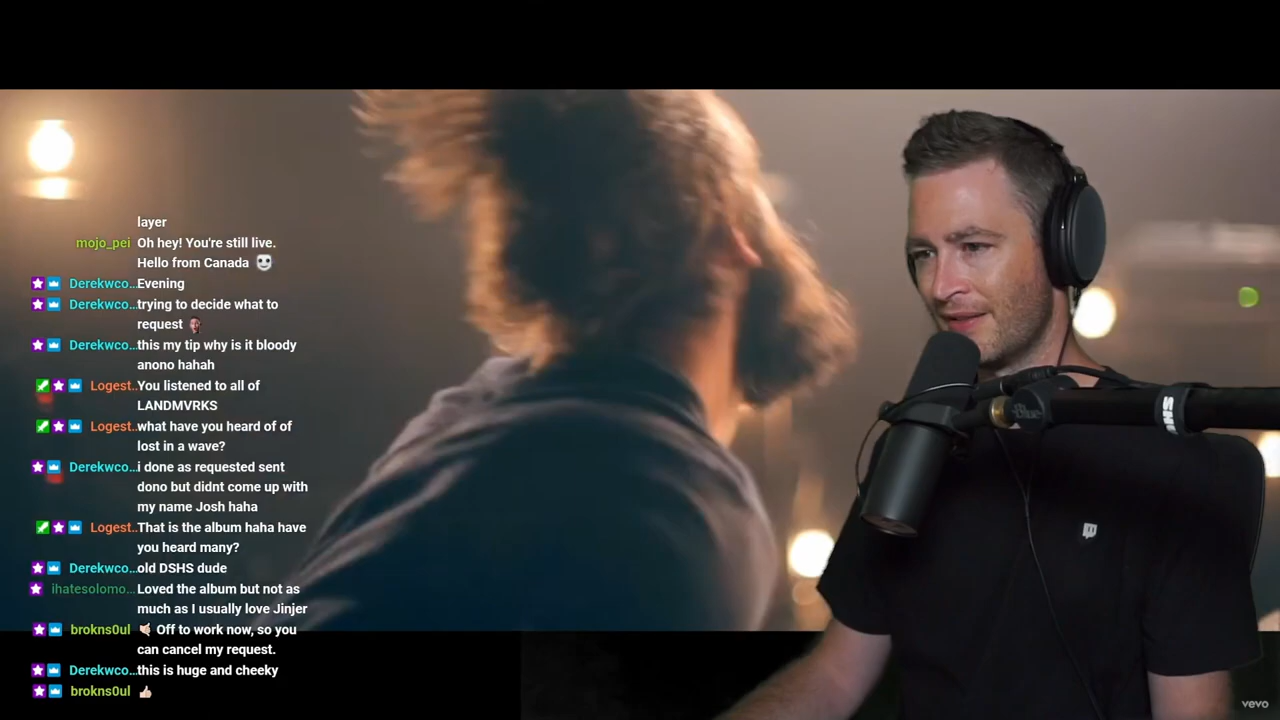 layer
mojo_pei Oh hey! You're still live.
Hello from Canada
Derekwco... Evening
Derekwco... trying to decide what to
request
Derekwco... this my tip why is it bloody
anono hahah
Logest.. You listened to all of
LANDMVRKS
Logest.. what have you heard of of
lost in a wave?
Derekwco... i done as requested sent
dono but didnt come up with
my name Josh haha
Logest.. That is the album haha have
you heard many?
Derekwco... old DSHS dude
ihatesolomo... Loved the album but not as
much as I usually love Jinjer
brokns0ul Off to work now, so you
can cancel my request.
Derekwco... this is huge and cheeky
brokns0ul
Blue
vevo